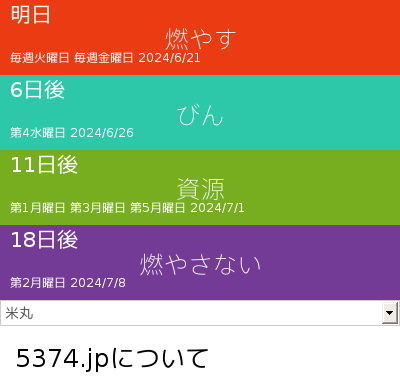 明日
燃やす
毎週火曜日 毎週金曜日 2024/6/21
6日後
びん
第4水曜日 2024/6/26
11日後
資源
第1月曜日 第3月曜日 第5月曜日 2024/7/1
18日後
燃やさない
第2月曜日 2024/7/8
米丸
5374.jpについて